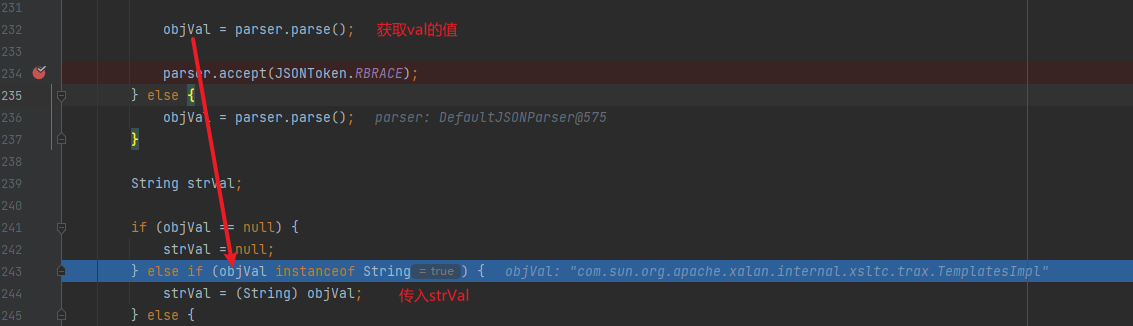 231
232 objVal = parser.parse(); 获取val的值
233
234 parser.accept(JSONToken.RBRACE);
235 } else {
236 objVal = parser.parse(); parser: DefaultJSONParser@575
237 }
238
239 String strVal;
240
241 if (objVal == null) {
242 strVal = null;
243 } else if (objVal instanceof String = true ) { objVal: "com.sun.org.apache.xalan.internal.xsltc.trax.TemplatesImpl"
244 strVal = (String) objVal; 传入strVal
245 } else {